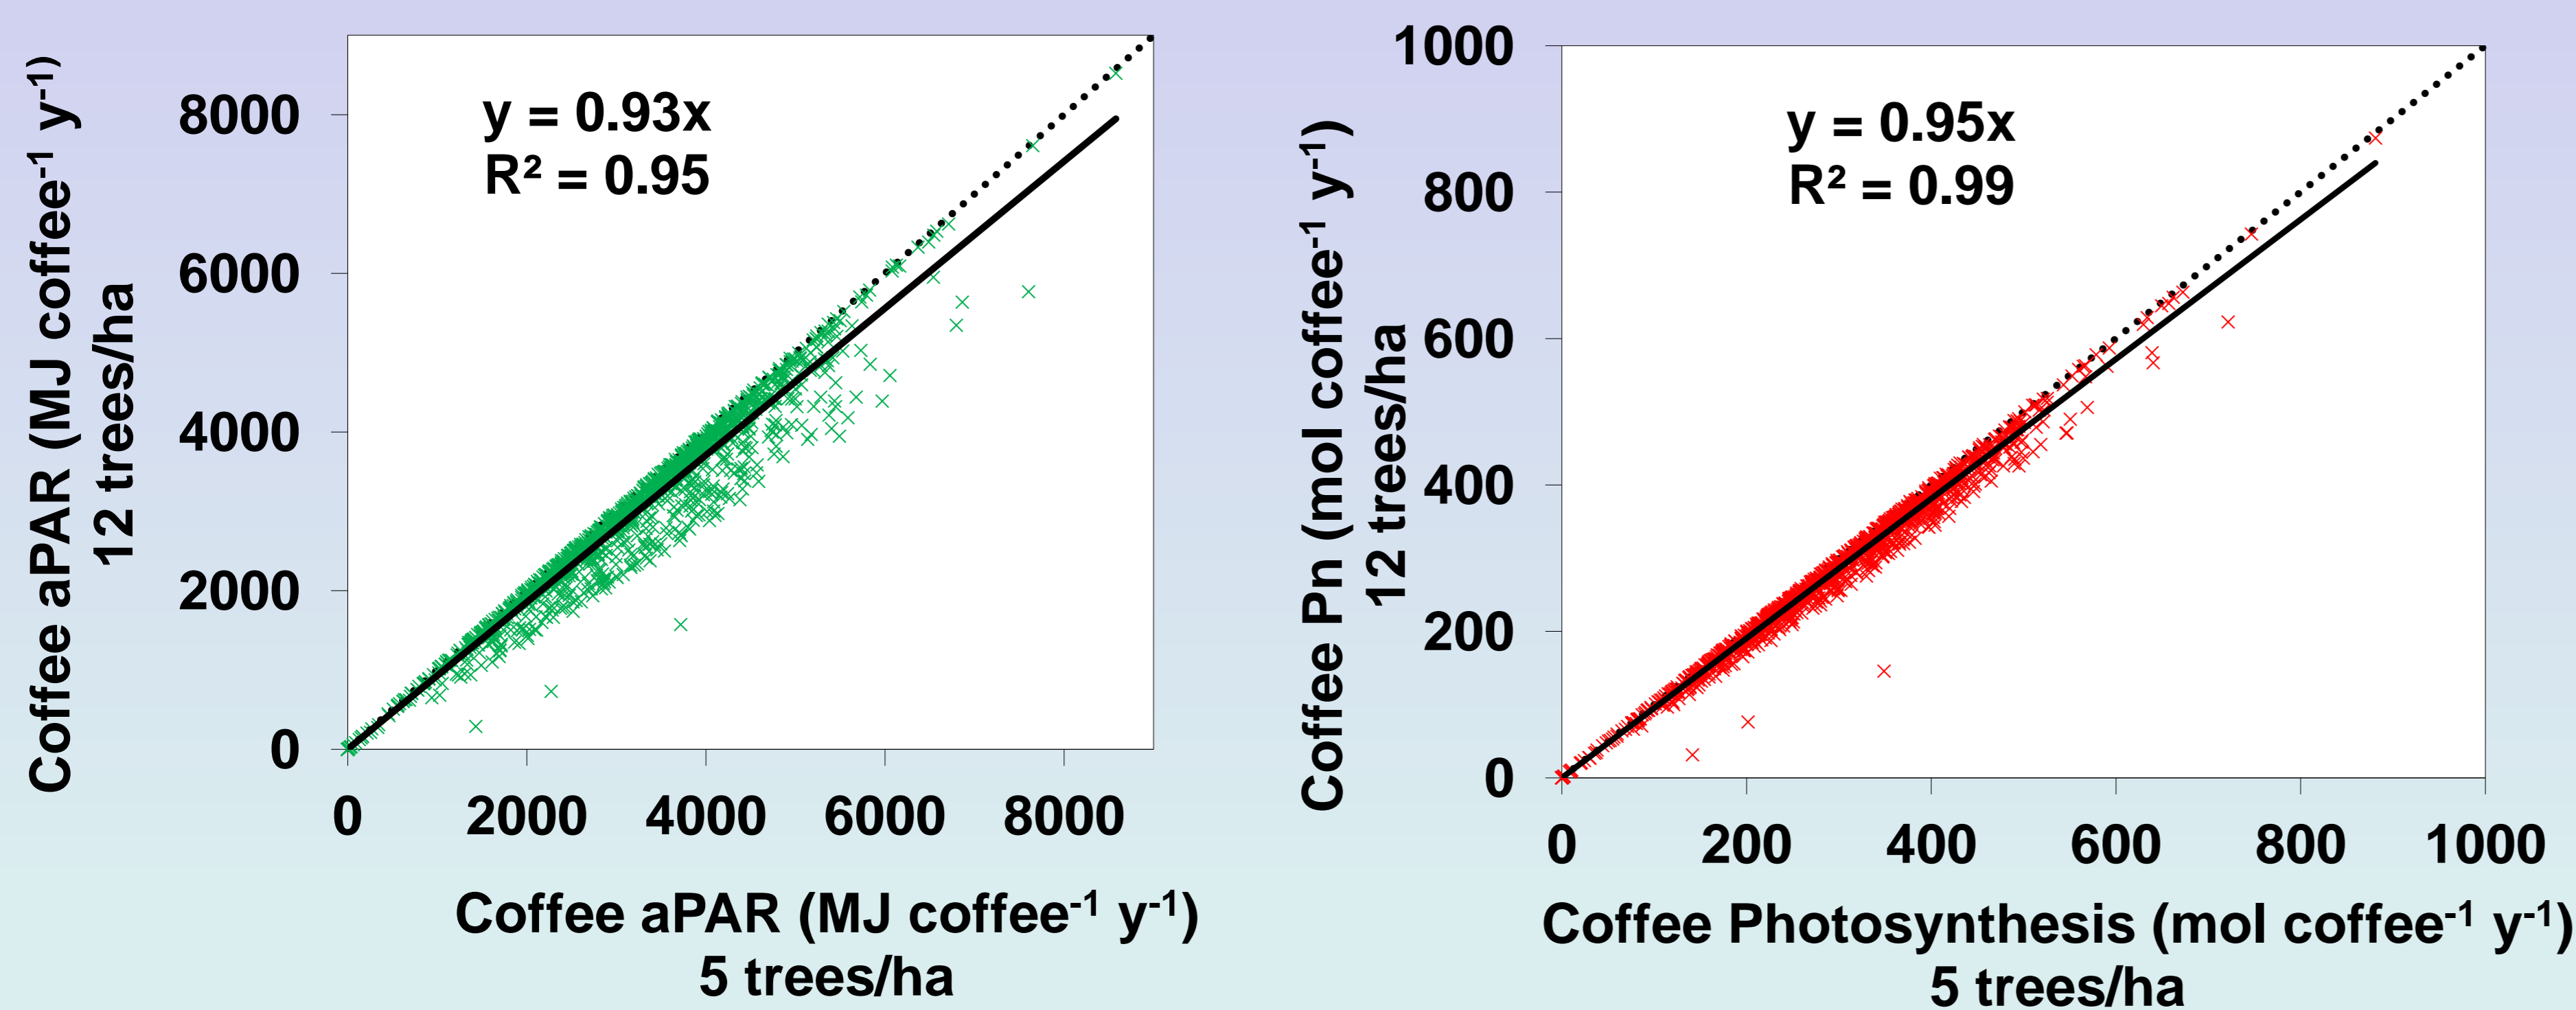 Coffee aPAR (MJ coffee⁻¹ y⁻¹)
12 trees/ha
8000
6000
4000
2000
0
y = 0.93x
R² = 0.95
0 2000 4000 6000 8000
Coffee aPAR (MJ coffee⁻¹ y⁻¹)
5 trees/ha
Coffee Pn (mol coffee⁻¹ y⁻¹)
12 trees/ha
1000
800
600
400
200
0
y = 0.95x
R² = 0.99
0 200 400 600 800 1000
Coffee Photosynthesis (mol coffee⁻¹ y⁻¹)
5 trees/ha